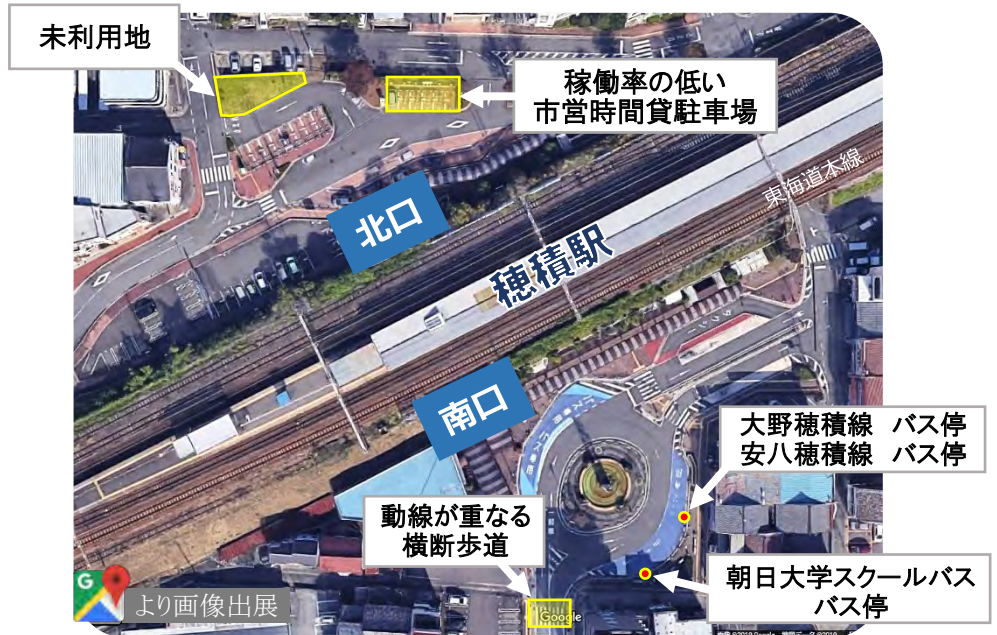 未利用地
稼働率の低い
市営時間貸駐車場
東海道本線
北口
穂積駅
タクシー
南口
大野穂積線 バス停
安八穂積線 バス停
動線が重なる
横断歩道
朝日大学スクールバス
バス停
G
より画像出展
Google